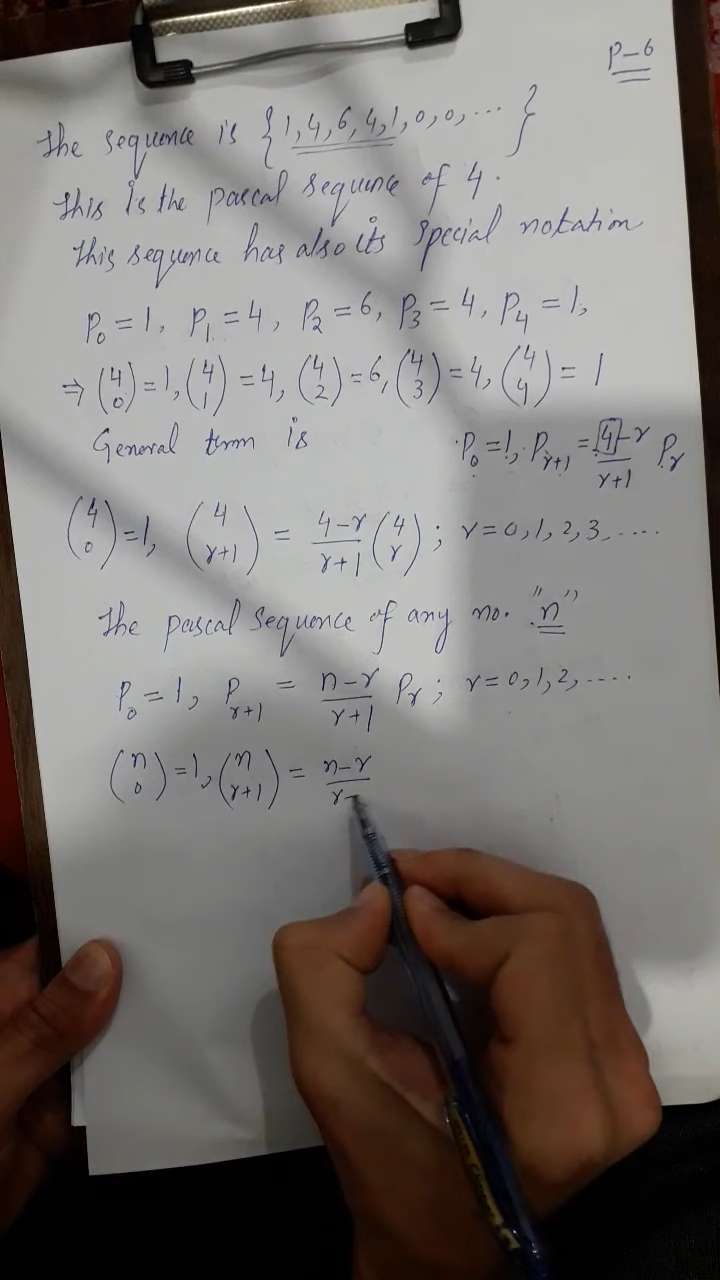 P-6
The sequence is {1,4,6,4,1,0,0,...}
This is the pascal sequence of 4.
This sequence has also its special notation
P₀ = 1, P₁ = 4, P₂ = 6, P₃ = 4, P₄ = 1,
⇒ (4 0) = 1, (4 1) = 4, (4 2) = 6, (4 3) = 4, (4 4) = 1
General term is P₀ = 1, Pᵣ₊₁ = 4-r/r+1 Pᵣ
(4 0) = 1, (4 r+1) = 4-r/r+1 (4 r); r = 0,1,2,3,....
The pascal sequence of any no. "n"
P₀ = 1, Pᵣ₊₁ = n-r/r+1 Pᵣ; r = 0,1,2,....
(n 0) = 1, (n r+1) = n-r/r-